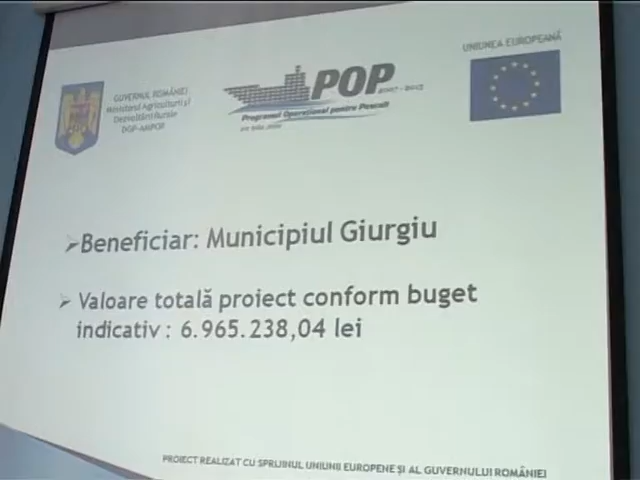 GUVERNUL ROMÂNIEI
Ministerul Agriculturii și
Dezvoltării Rurale
DGP-AMPOP
POP 2007 - 2013
Programul Operațional pentru Pescuit
UNIUNEA EUROPEANĂ
➢Beneficiar: Municipiul Giurgiu
➢ Valoare totală proiect conform buget
indicativ : 6.965.238,04 lei
PROIECT REALIZAT CU SPRIJINUL UNIUNII EUROPENE ȘI AL GUVERNULUI ROMÂNIEI